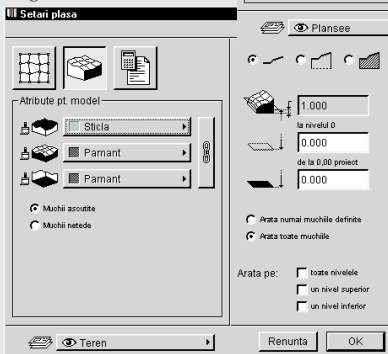 Setari plasa
Plansee
Atribute pt. model
Sticla
Pamant
Pamant
Muchii ascutite
Muchii netede
1.000
la nivelul 0
0.000
de la 0,00 proiect
0.000
Arata numai muchiile definite
Arata toate muchiile
Arata pe:
toate nivelele
un nivel superior
un nivel inferior
Teren
Renunta
OK